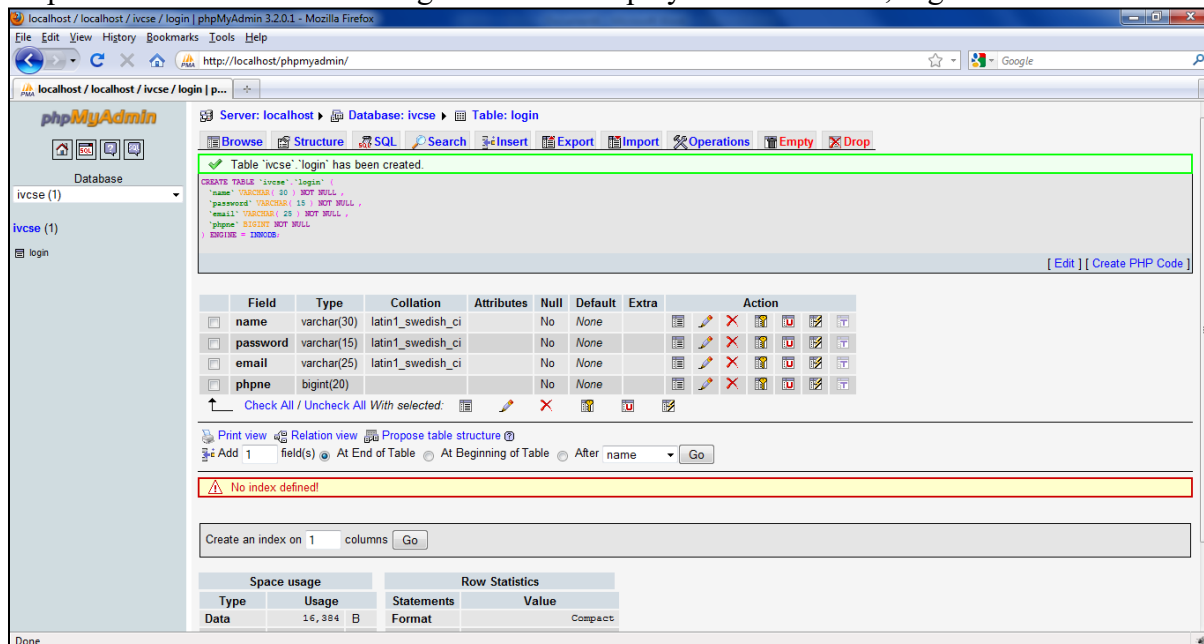 localhost / localhost / ivcse / login | phpMyAdmin 3.2.0.1 - Mozilla Firefox
File Edit View History Bookmarks Tools Help
http://localhost/phpmyadmin/
Google
localhost / localhost / ivcse / login | p...
phpMyAdmin
Server: localhost Database: ivcse Table: login
Browse Structure SQL Search Insert Export Import Operations Empty Drop
Table `ivcse`.`login` has been created.
CREATE TABLE `ivcse`.`login` (
`name` VARCHAR( 30 ) NOT NULL ,
`password` VARCHAR( 15 ) NOT NULL ,
`email` VARCHAR( 25 ) NOT NULL ,
`phpne` BIGINT NOT NULL
) ENGINE = INNODB;
[ Edit ] [ Create PHP Code ]
Database
ivcse (1)
ivcse (1)
login
Field Type Collation Attributes Null Default Extra Action
name varchar(30) latin1_swedish_ci No None
password varchar(15) latin1_swedish_ci No None
email varchar(25) latin1_swedish_ci No None
phpne bigint(20) No None
Check All / Uncheck All With selected:
Print view Relation view Propose table structure
Add 1 field(s) At End of Table At Beginning of Table After name Go
No index defined!
Create an index on 1 columns Go
Space usage Row Statistics
Type Usage Statements Value
Data 16,384 B Format Compact
Done